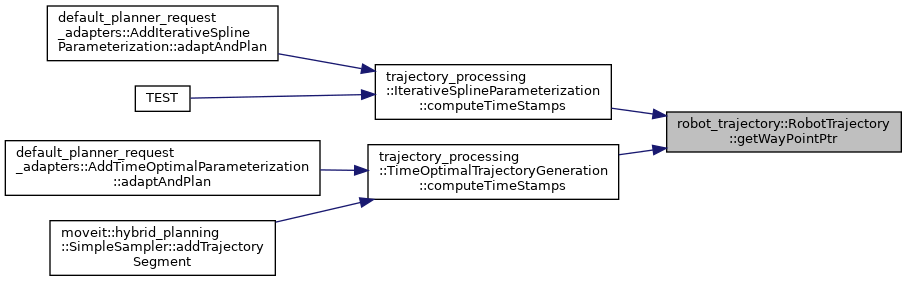 default_planner_request
_adapters::AddIterativeSpline
Parameterization::adaptAndPlan
trajectory_processing
::IterativeSplineParameterization
::computeTimeStamps
TEST
robot_trajectory::RobotTrajectory
::getWayPointPtr
default_planner_request
_adapters::AddTimeOptimalParameterization
::adaptAndPlan
trajectory_processing
::TimeOptimalTrajectoryGeneration
::computeTimeStamps
moveit::hybrid_planning
::SimpleSampler::addTrajectory
Segment